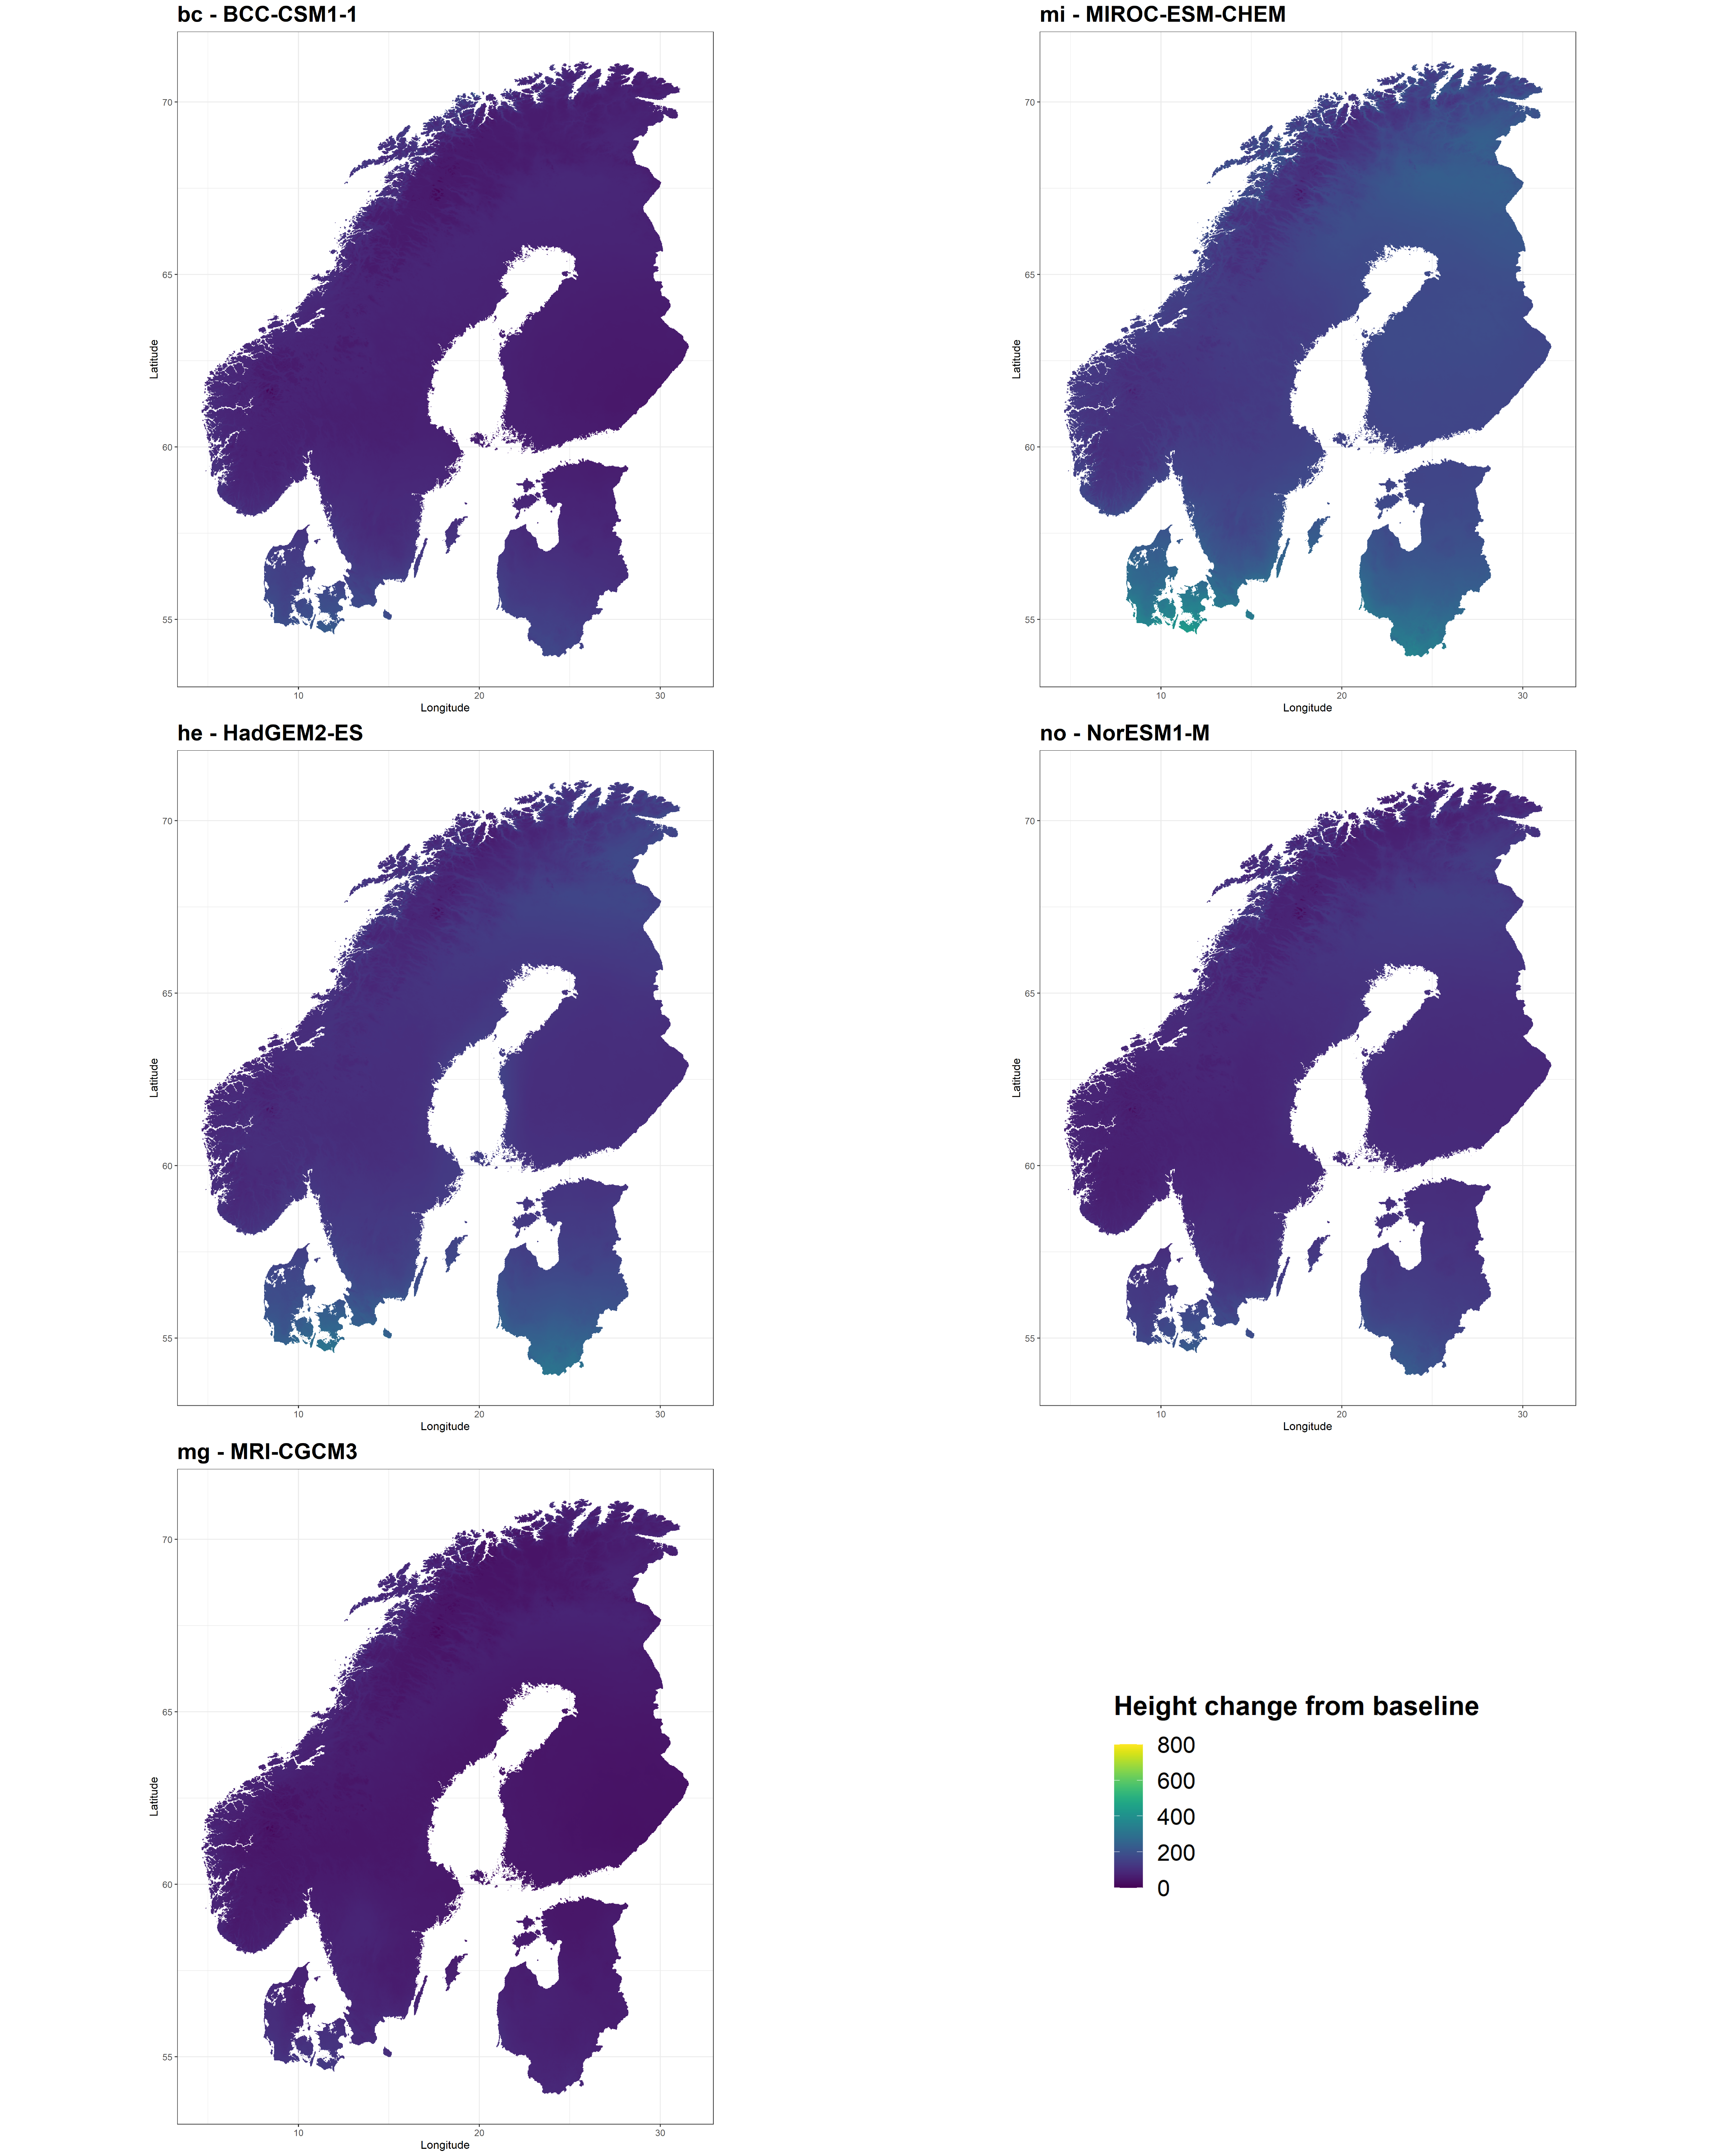 bc - BCC-CSM1-1
mi - MIROC-ESM-CHEM
70
65
60
55
Latitude
10 20 30
Longitude
70
65
60
55
Latitude
10 20 30
Longitude
he - HadGEM2-ES
no - NorESM1-M
70
65
60
55
Latitude
10 20 30
Longitude
70
65
60
55
Latitude
10 20 30
Longitude
mg - MRI-CGCM3
70
65
60
55
Latitude
10 20 30
Longitude
Height change from baseline
800
600
400
200
0